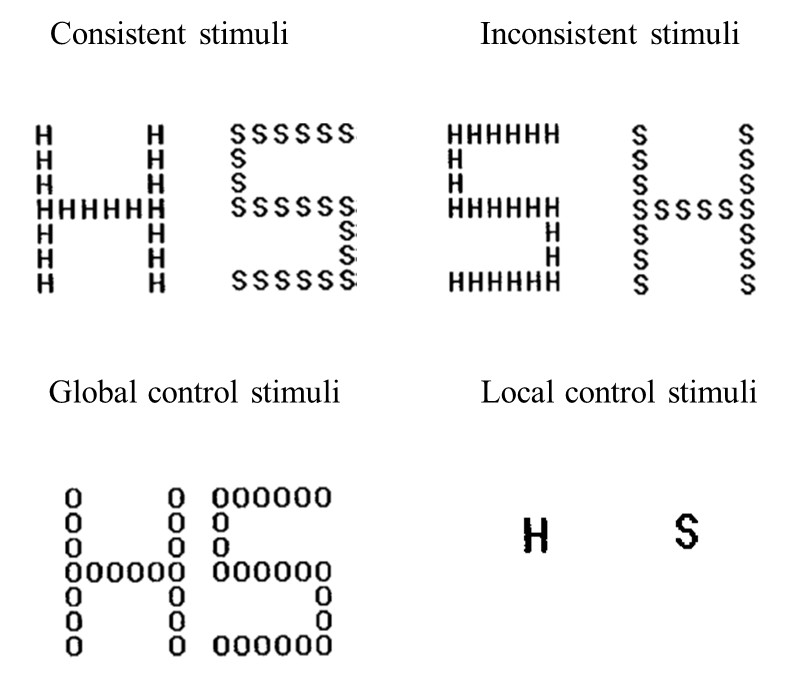 Consistent stimuli Inconsistent stimuli
H H SSSSSS HHHHHH S S
H H S H S S
H H S H S S
HHHHHH SSSSSS HHHHHH SSSSSS
H H S H S S
H H S H S S
H H SSSSSS HHHHHH S S
Global control stimuli Local control stimuli
O O OOOOOO
O O O
O O O
OOOOOO OOOOOO
O O O
O O O
O O OOOOOO
H S